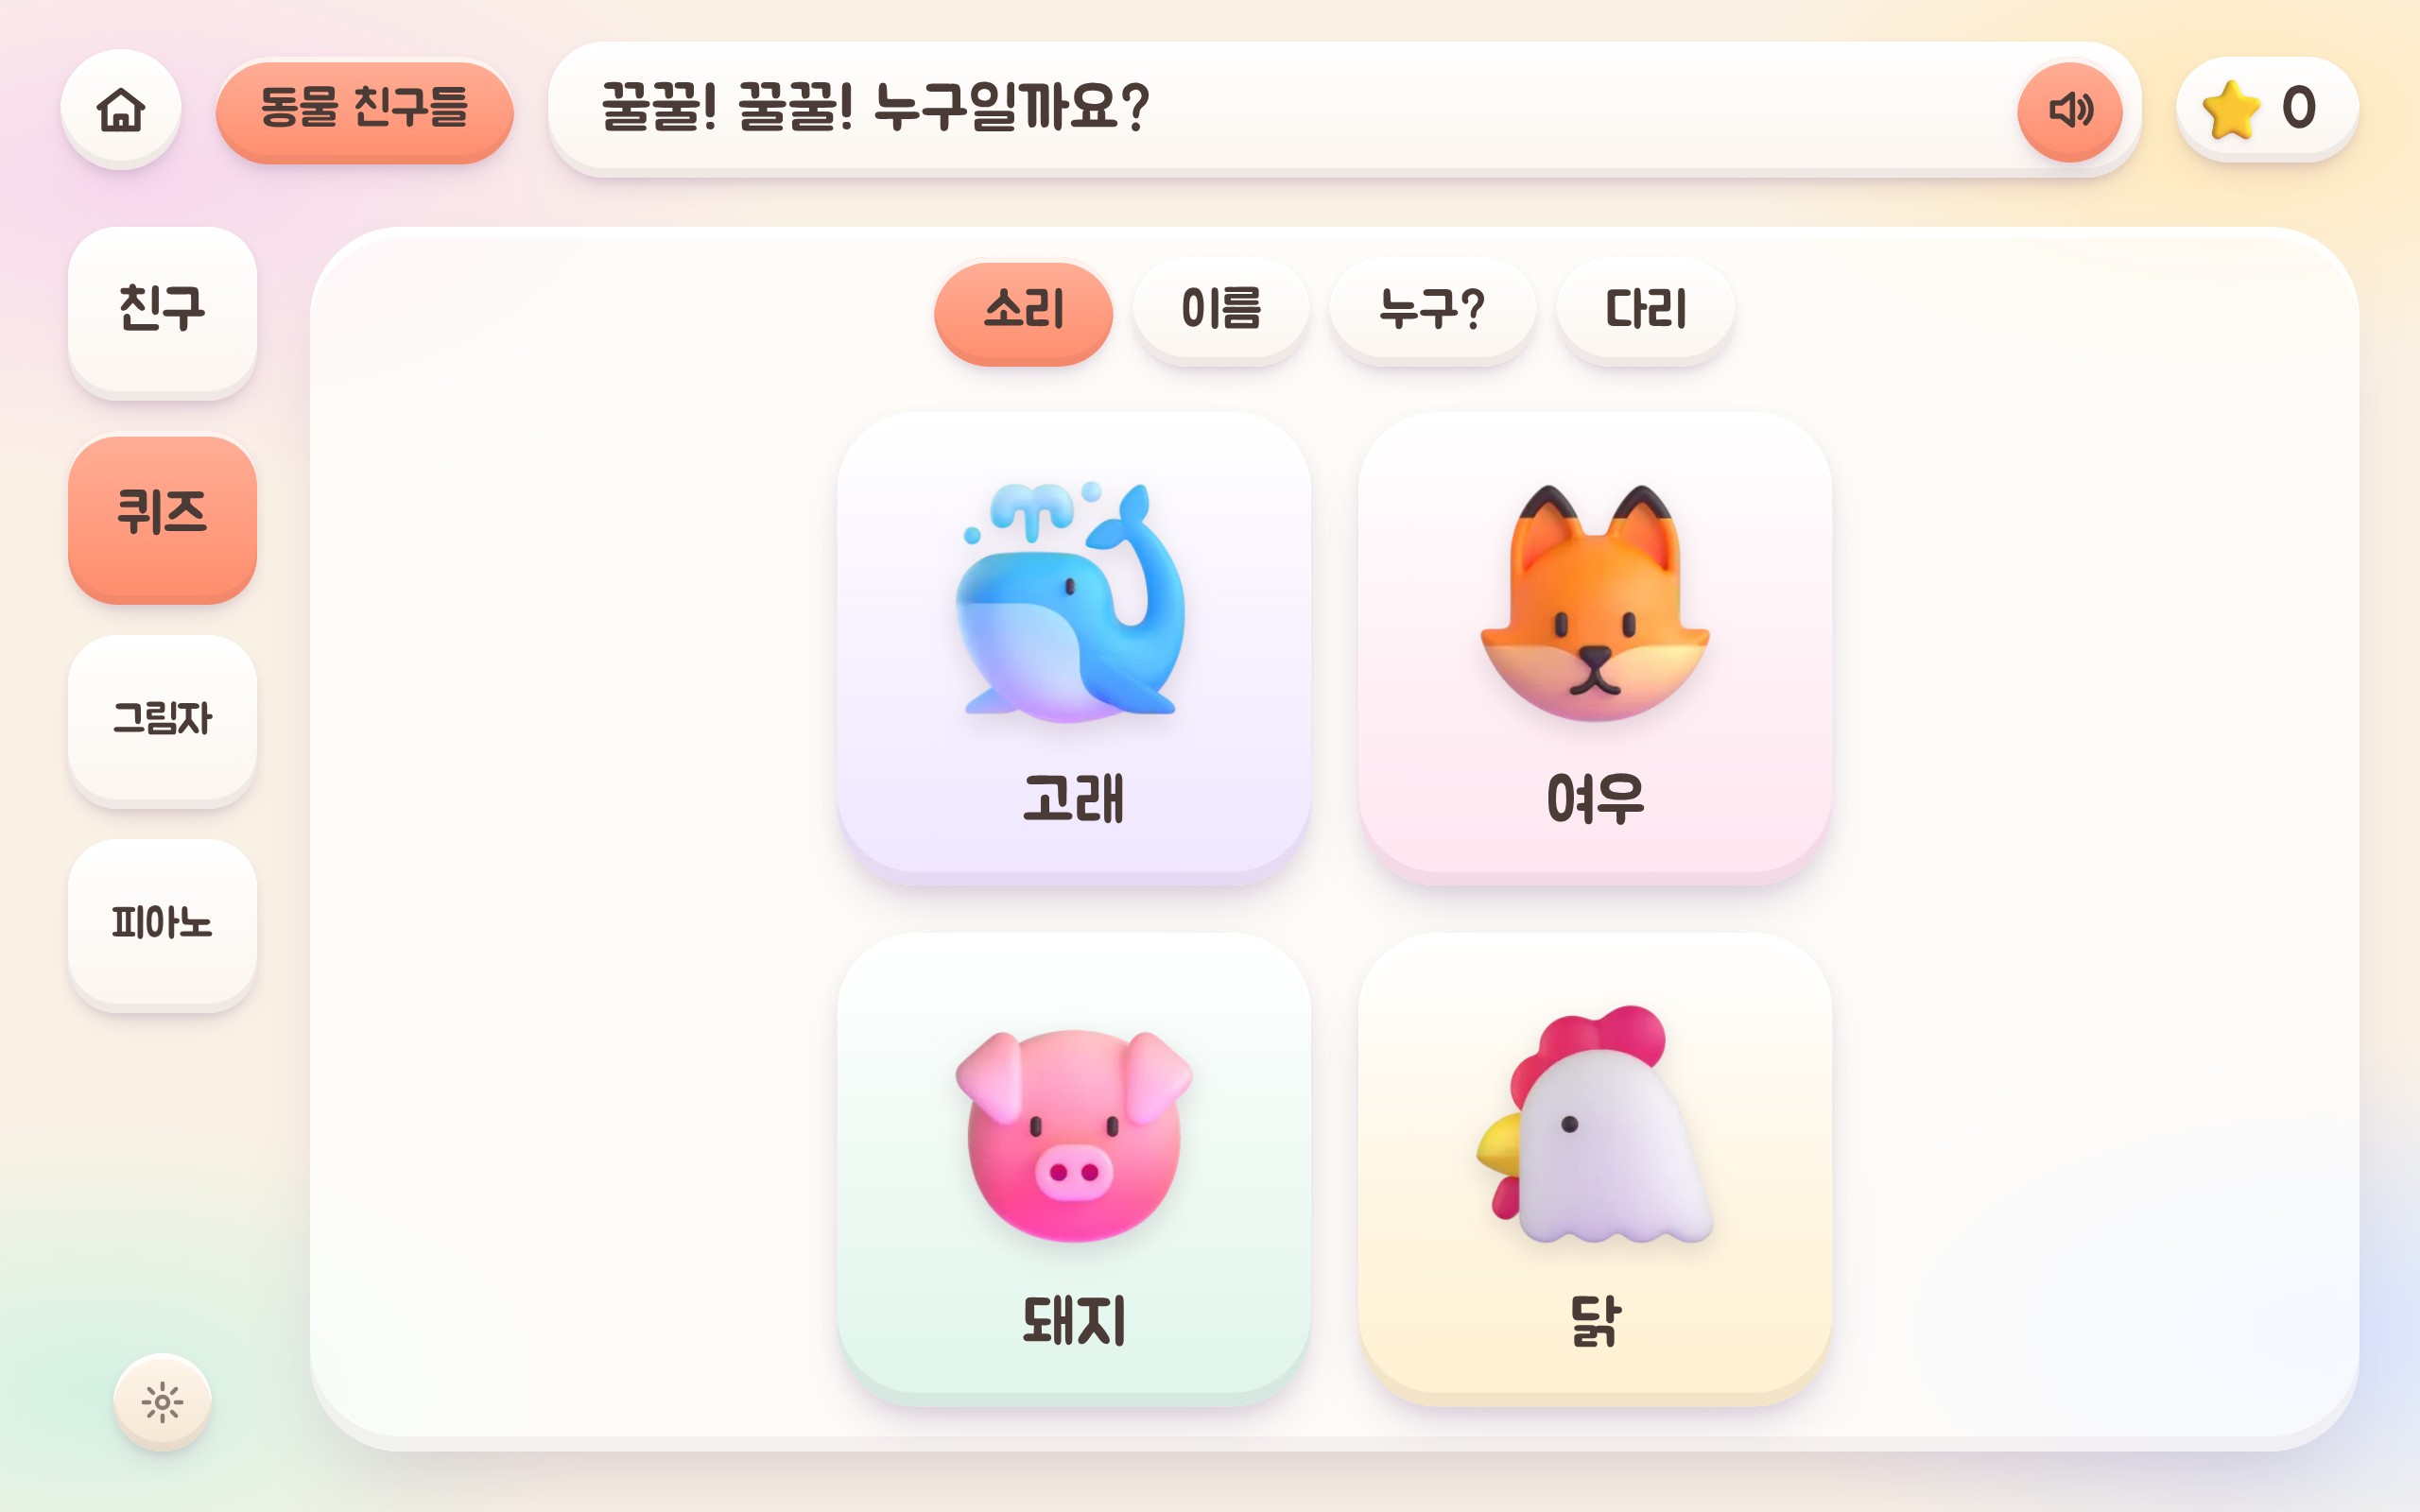 동물 친구들
꿀꿀! 꿀꿀! 누구일까요?
0
친구
퀴즈
그림자
피아노
소리
이름
누구?
다리
고래
여우
돼지
닭